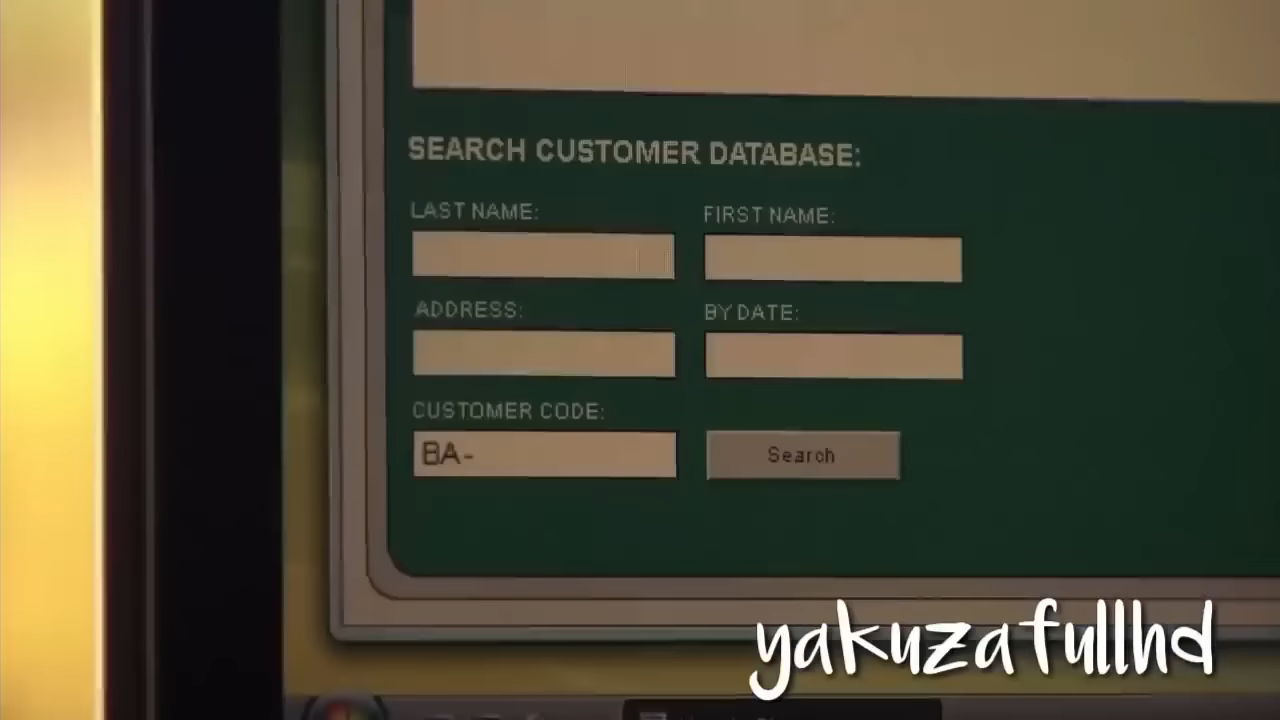 SEARCH CUSTOMER DATABASE:
LAST NAME:
FIRST NAME:
ADDRESS:
BY DATE:
CUSTOMER CODE:
BA-
Search
yakuzafullhd